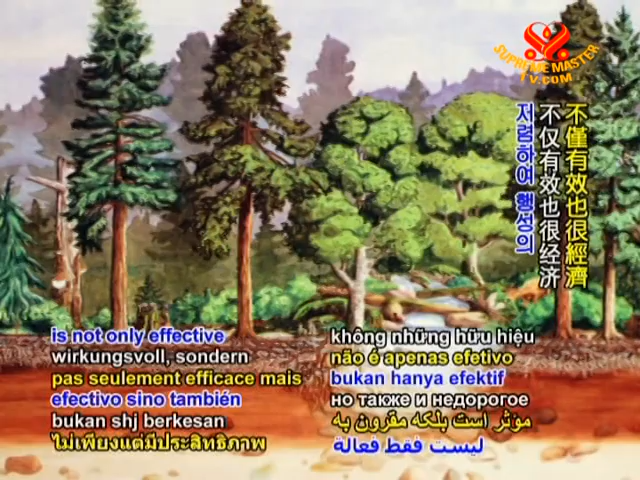 SUPREME MASTER
TV.COM
不僅有效也很經濟
不仅有效也很经济
저렴하여 행성의
is not only effective
wirkungsvoll, sondern
pas seulement efficace mais
efectivo sino también
bukan shj berkesan
ไม่เพียงแต่มีประสิทธิภาพ
không những hữu hiệu
não é apenas efetivo
bukan hanya efektif
но также и недорогое
موثر است بلکه مقرون به
ليست فقط فعالة